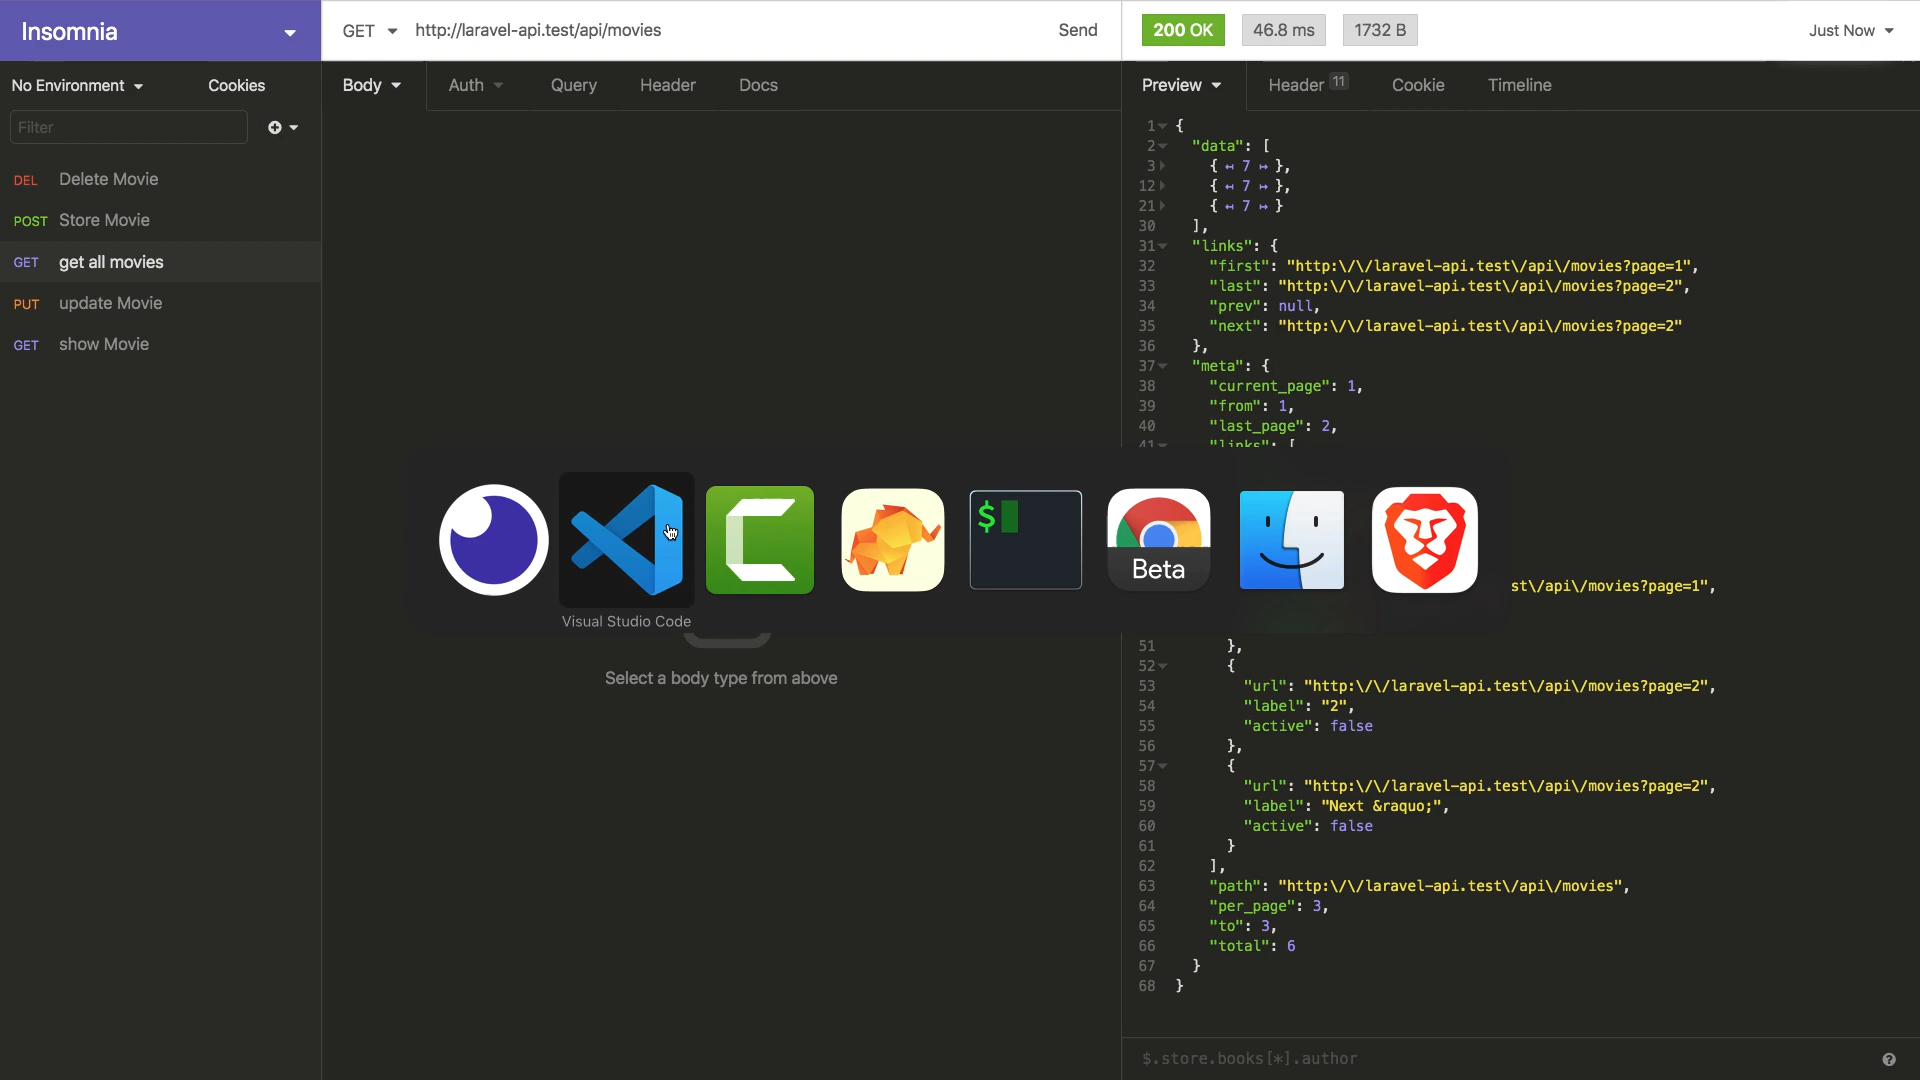 Insomnia
GET http://laravel-api.test/api/movies Send
200 OK 46.8 ms 1732 B Just Now
No Environment Cookies
Body Auth Query Header Docs
Preview Header 11 Cookie Timeline
Filter
DEL Delete Movie
POST Store Movie
GET get all movies
PUT update Movie
GET show Movie
1 {
2 "data": [
3 { ↤ 7 ↦ },
12 { ↤ 7 ↦ },
21 { ↤ 7 ↦ }
30 ],
31 "links": {
32 "first": "http:\/\/laravel-api.test\/api\/movies?page=1",
33 "last": "http:\/\/laravel-api.test\/api\/movies?page=2",
34 "prev": null,
35 "next": "http:\/\/laravel-api.test\/api\/movies?page=2"
36 },
37 "meta": {
38 "current_page": 1,
39 "from": 1,
40 "last_page": 2,
41 "links": [
$
Beta
Visual Studio Code
st\/api\/movies?page=1",
Select a body type from above
51 },
52 {
53 "url": "http:\/\/laravel-api.test\/api\/movies?page=2",
54 "label": "2",
55 "active": false
56 },
57 {
58 "url": "http:\/\/laravel-api.test\/api\/movies?page=2",
59 "label": "Next &raquo;",
60 "active": false
61 }
62 ],
63 "path": "http:\/\/laravel-api.test\/api\/movies",
64 "per_page": 3,
65 "to": 3,
66 "total": 6
67 }
68 }
$.store.books[*].author